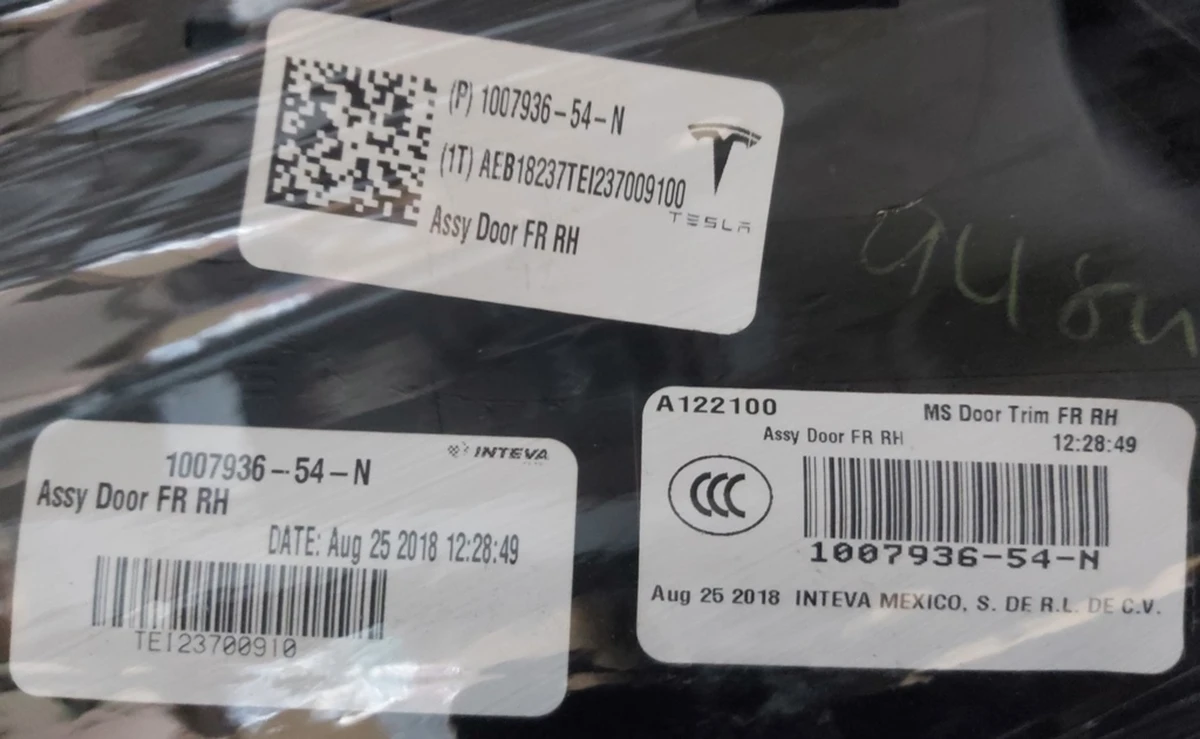 (P) 1007936-54-N
(1T) AEB18237TEI237009100
TESLA
Assy Door FR RH
INTEVA
1007936-54-N
Assy Door FR RH
DATE: Aug 25 2018 12:28:49
TEI23700910
A122100 MS Door Trim FR RH
Assy Door FR RH 12:28:49
CCC
1007936-54-N
Aug 25 2018 INTEVA MEXICO, S. DE R.L. DE C.V.